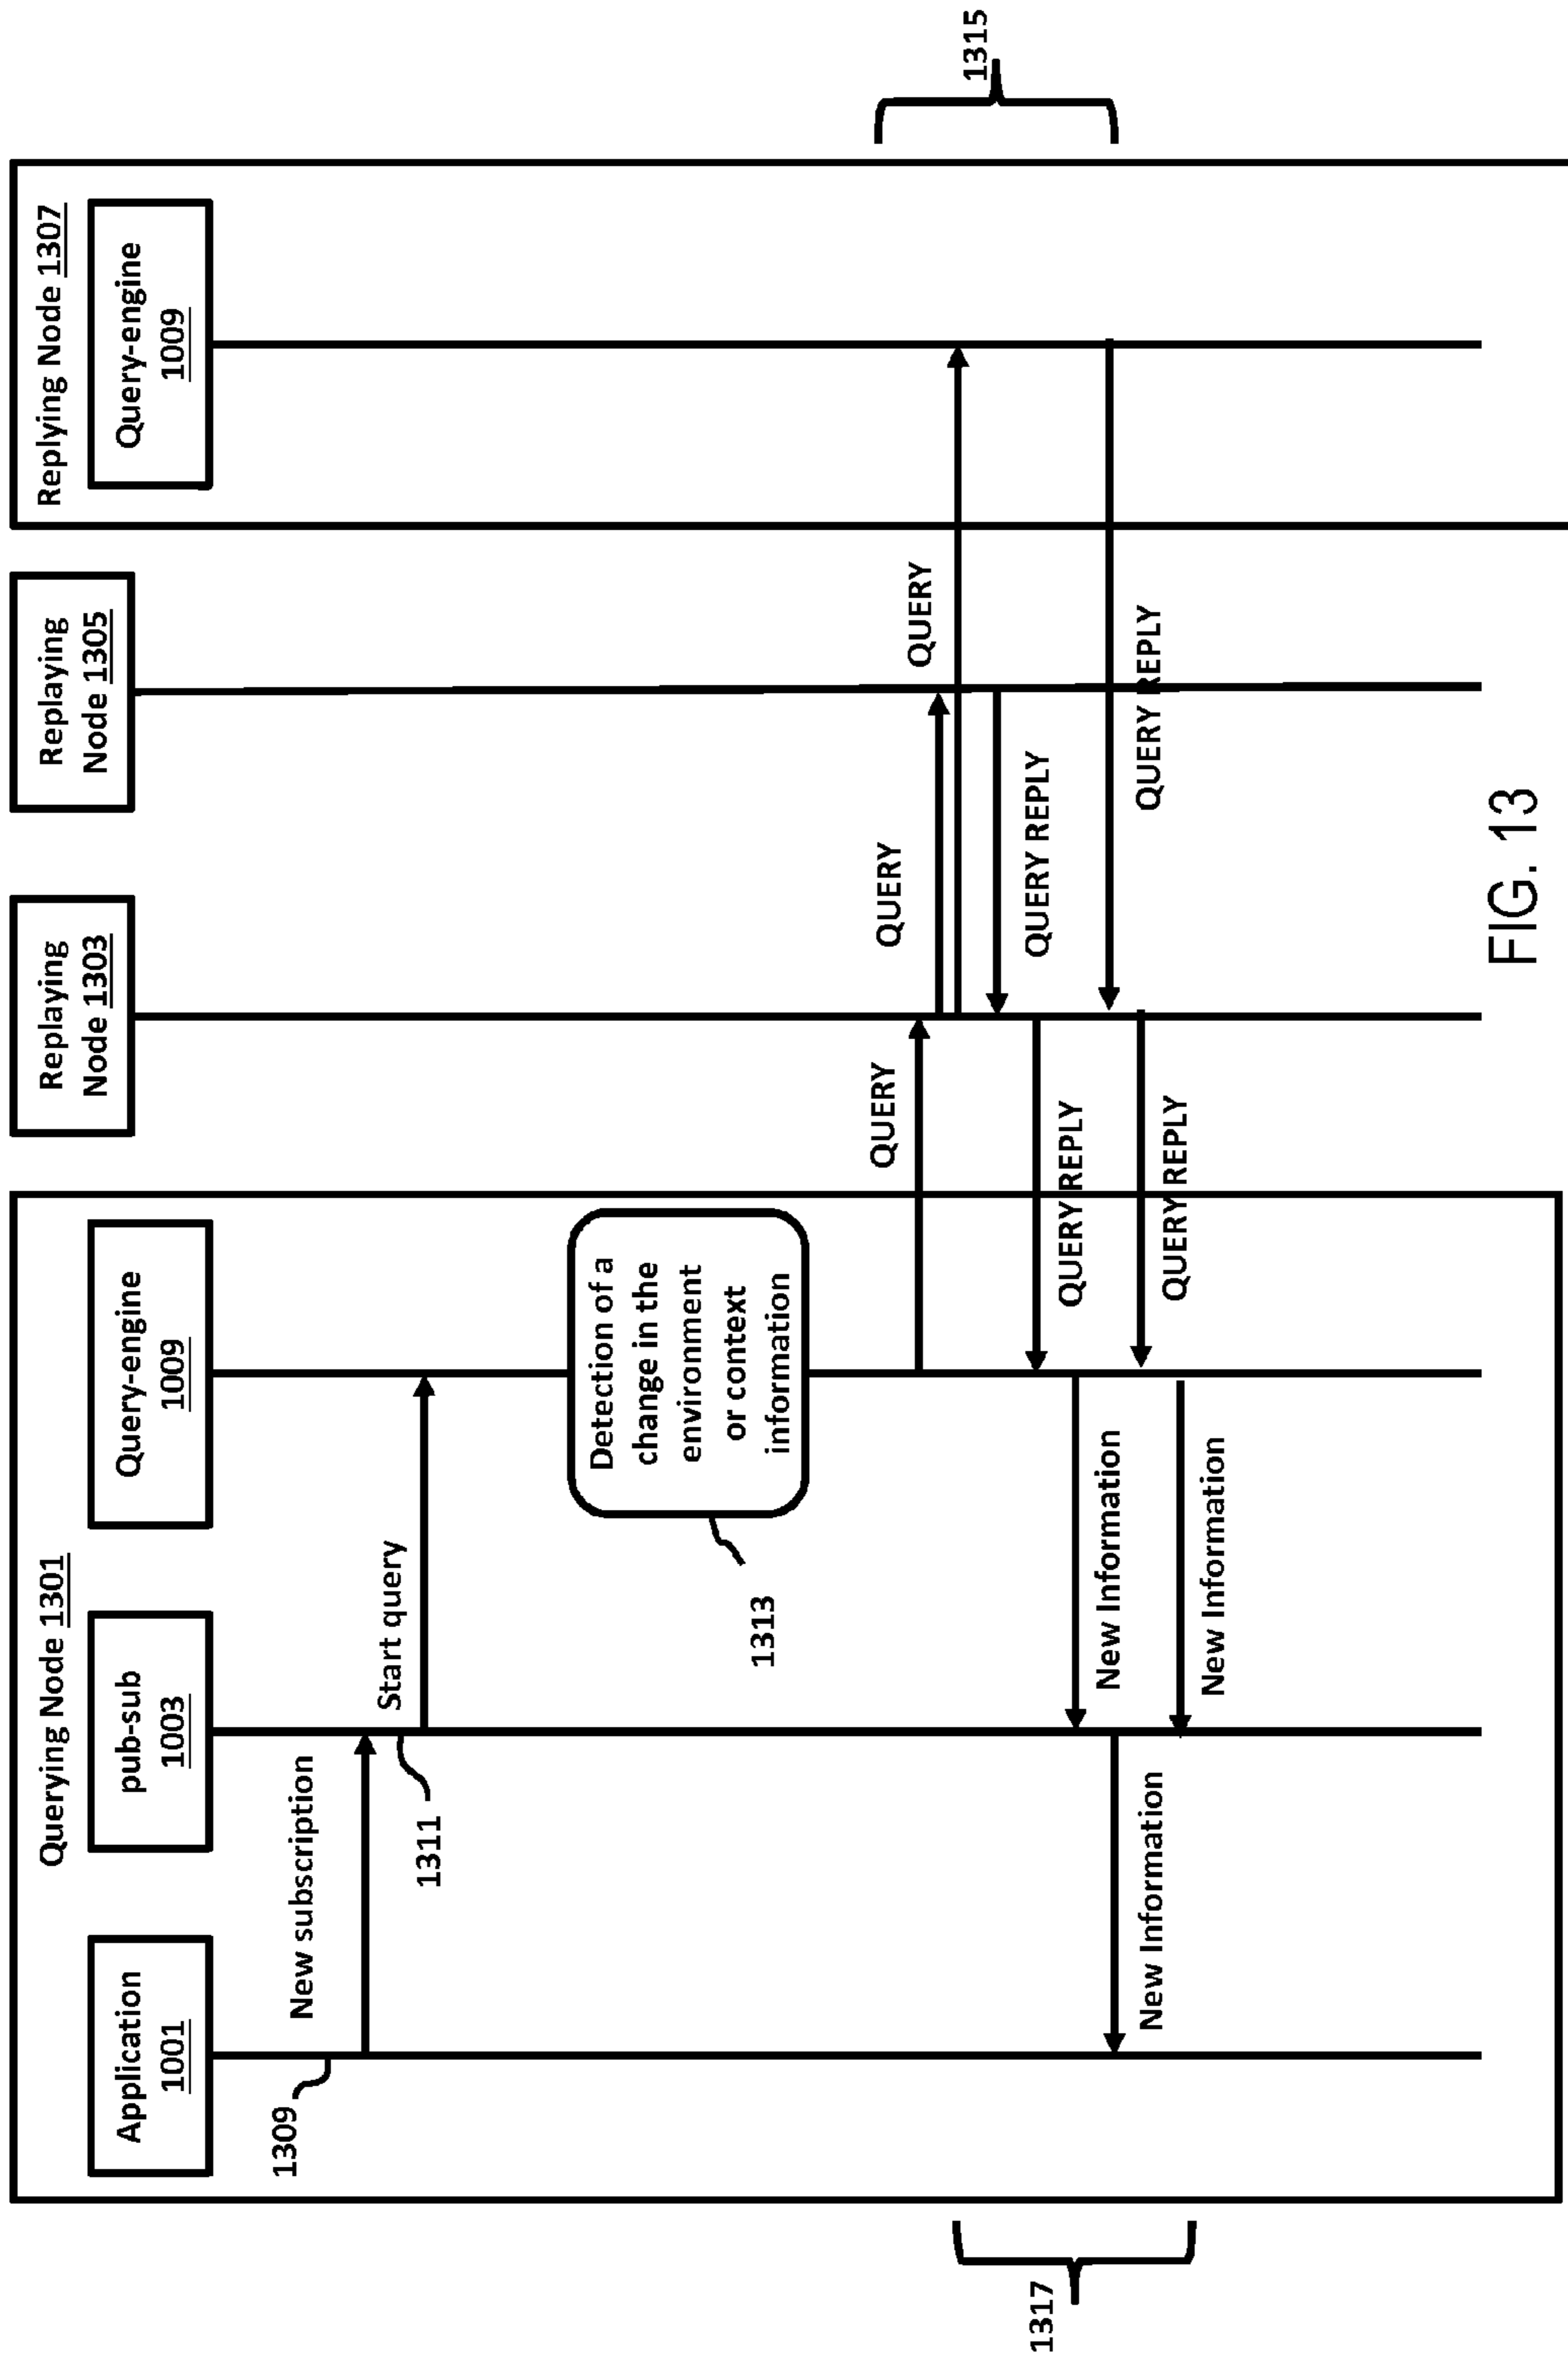 Querying Node 1301
Application
1001
pub-sub
1003
Query-engine
1009
Replaying
Node 1303
Replaying
Node 1305
Replying Node 1307
Query-engine
1009
1309
New subscription
1311
Start query
1313
Detection of a
change in the
environment
or context
information
QUERY
QUERY
QUERY
QUERY REPLY
QUERY REPLY
QUERY REPLY
QUERY REPLY
New Information
New Information
New Information
1315
1317
FIG. 13